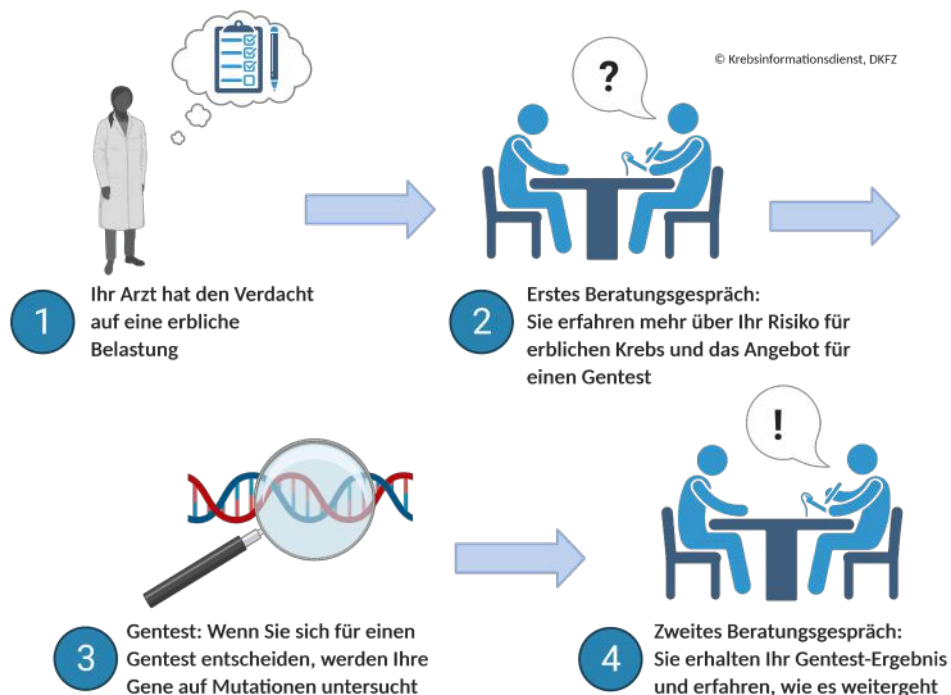 © Krebsinformationsdienst, DKFZ
?
1
Ihr Arzt hat den Verdacht
auf eine erbliche
Belastung
2
Erstes Beratungsgespräch:
Sie erfahren mehr über Ihr Risiko für
erblichen Krebs und das Angebot für
einen Gentest
!
3
Gentest: Wenn Sie sich für einen
Gentest entscheiden, werden Ihre
Gene auf Mutationen untersucht
4
Zweites Beratungsgespräch:
Sie erhalten Ihr Gentest-Ergebnis
und erfahren, wie es weitergeht.